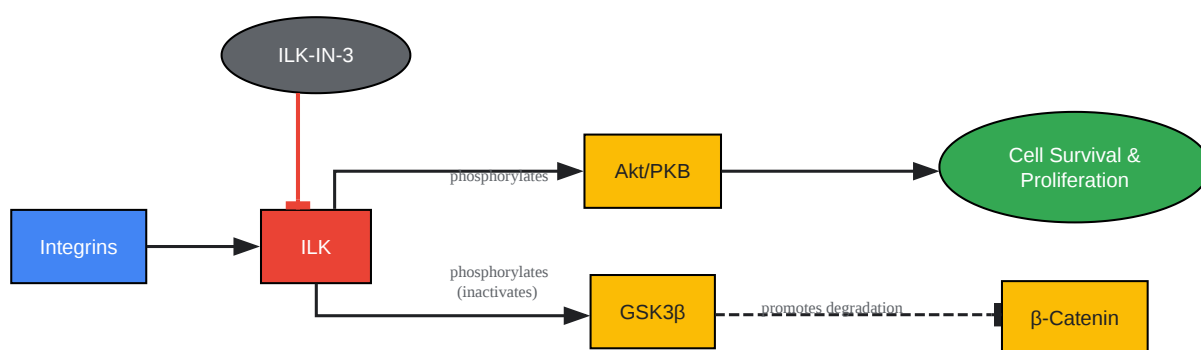 ILK-IN-3
Cell Survival &
Proliferation
phosphorylates
Akt/PKB
Integrins
ILK
phosphorylates
(inactivates)
GSK3β
promotes degradation
β-Catenin